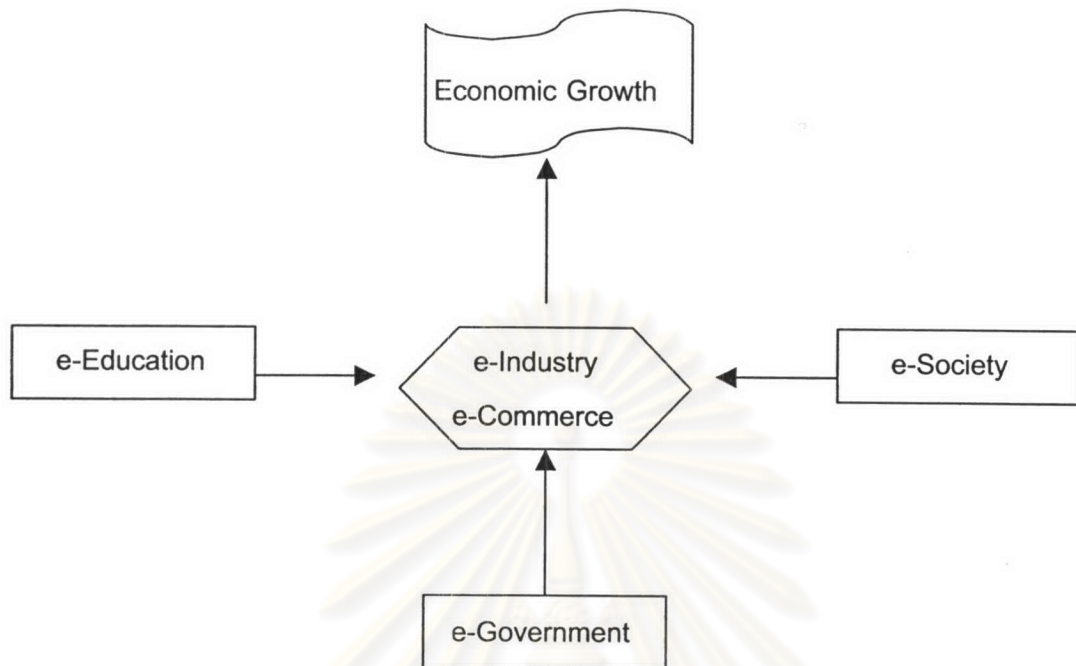 Economic Growth
e-Education
e-Industry
e-Commerce
e-Society
e-Government